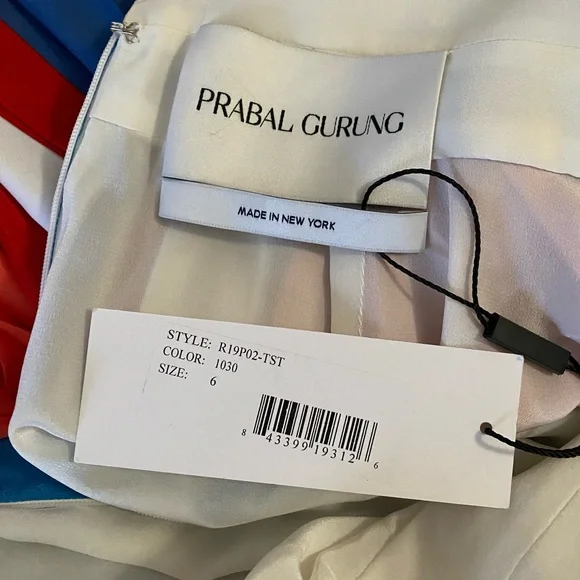 PRABAL GURUNG
MADE IN NEW YORK
STYLE: R19P02-TST
COLOR: 1030
SIZE: 6
8 43399 19312 6